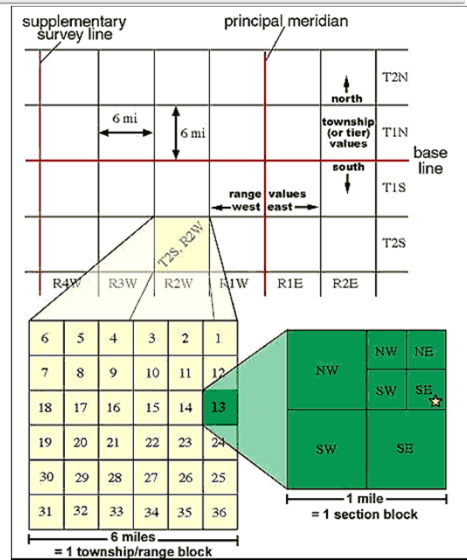 supplementary
survey line
principal meridian
T2N
north
6 mi
6 mi
township
(or tier)
values
T1N
base
line
south
T1S
range values
west east
T2S, R2W
T2S
R4W R3W R2W R1W R1E R2E
6 5 4 3 2 1
7 8 9 10 11 12
18 17 16 15 14 13
19 20 21 22 23 24
30 29 28 27 26 25
31 32 33 34 35 36
NW NW NE
SW SE
SW SE
6 miles
= 1 township/range block
1 mile
= 1 section block